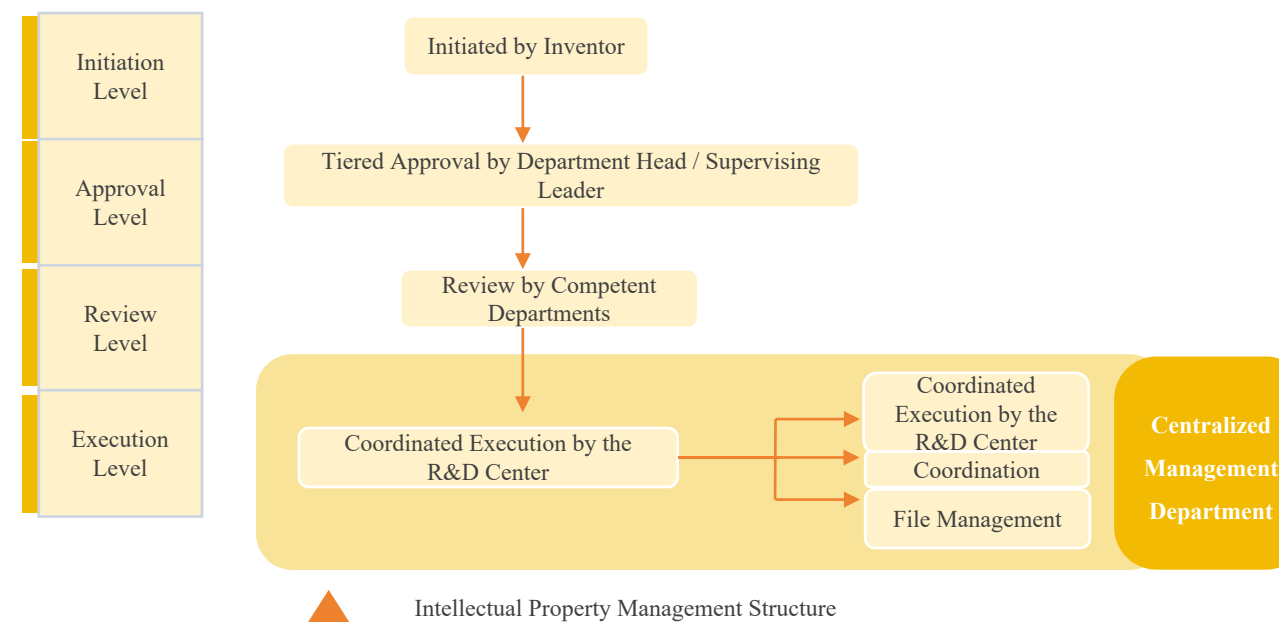 Initiation
Level
Approval
Level
Review
Level
Execution
Level
Initiated by Inventor
Tiered Approval by Department Head / Supervising
Leader
Review by Competent
Departments
Coordinated Execution by the
R&D Center
Coordinated
Execution by the
R&D Center
Coordination
File Management
Centralized
Management
Department
Intellectual Property Management Structure